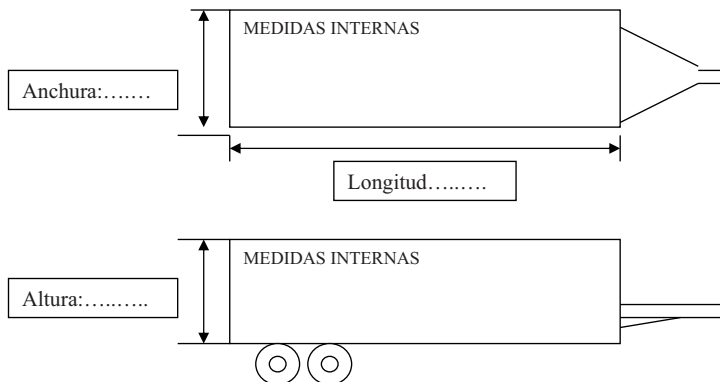 MEDIDAS INTERNAS
Anchura:…….…
Longitud…..….
MEDIDAS INTERNAS
Altura:…..…..